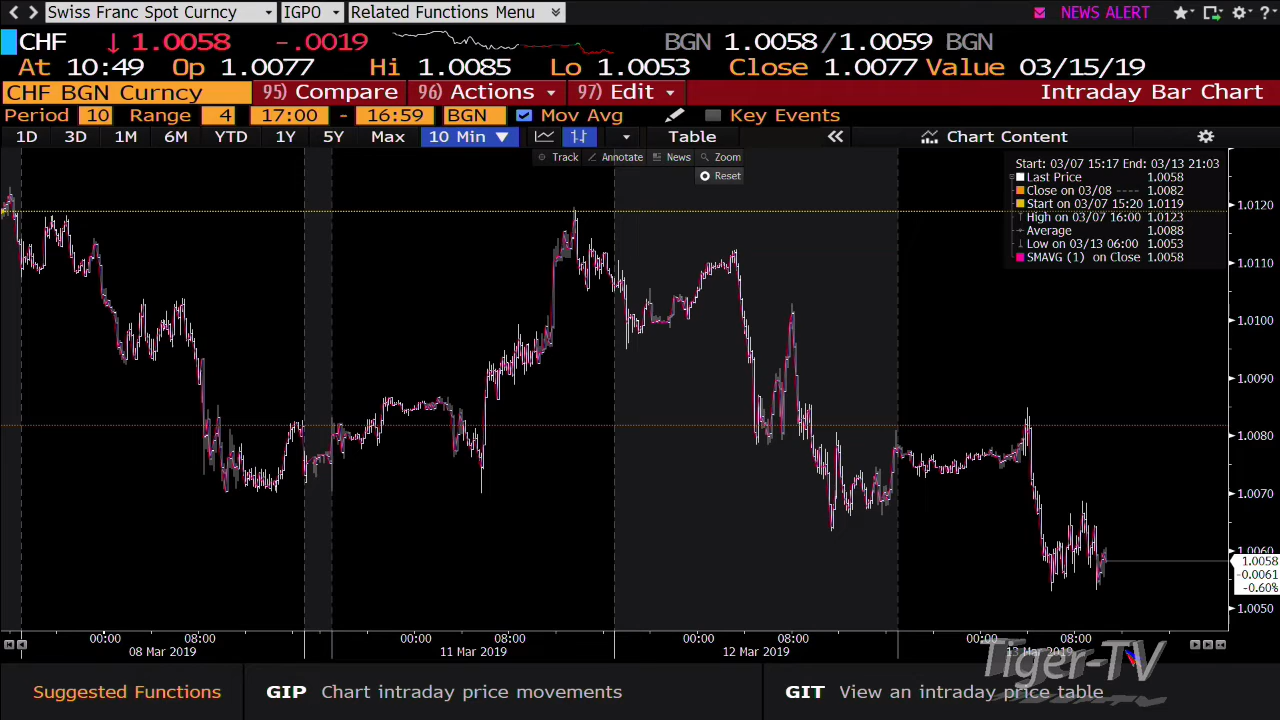 Swiss Franc Spot Curncy IGPO Related Functions Menu NEWS ALERT ?
CHF ↓ 1.0058 -.0019 BGN 1.0058/1.0059 BGN
At 10:49 Op 1.0077 Hi 1.0085 Lo 1.0053 Close 1.0077 Value 03/15/19
CHF BGN Curncy 95) Compare 96) Actions 97) Edit Intraday Bar Chart
Period 10 Range 4 17:00 - 16:59 BGN Mov Avg Key Events
1D 3D 1M 6M YTD 1Y 5Y Max 10 Min ▼ Table « Chart Content
Track Annotate News Zoom
Reset
Start: 03/07 15:17 End: 03/13 21:03
Last Price 1.0058
Close on 03/08 ---- 1.0082
Start on 03/07 15:20 1.0119
High on 03/07 16:00 1.0123
Average 1.0088
Low on 03/13 06:00 1.0053
SMAVG (1) on Close 1.0058
1.0120
1.0110
1.0100
1.0090
1.0080
1.0070
1.0060
1.0058
-0.0061
-0.60%
1.0050
00:00 08:00 00:00 08:00 00:00 08:00 00:00 08:00
08 Mar 2019 11 Mar 2019 12 Mar 2019 13 Mar 2019
Tiger-TV
Suggested Functions GIP Chart intraday price movements GIT View an intraday price table